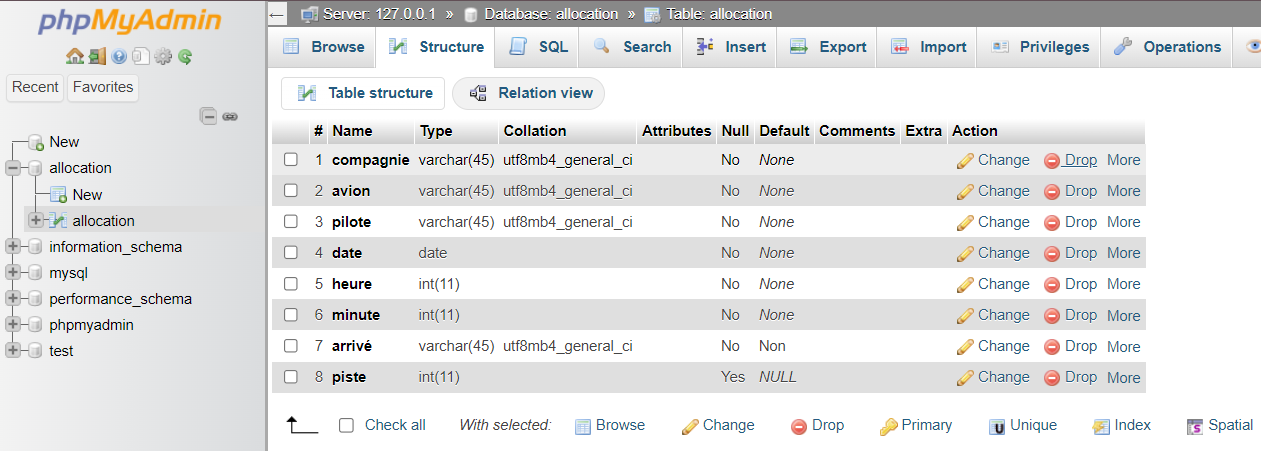 phpMyAdmin
Recent Favorites
New
allocation
New
allocation
information_schema
mysql
performance_schema
phpmyadmin
test
← Server: 127.0.0.1 » Database: allocation » Table: allocation
Browse Structure SQL Search Insert Export Import Privileges Operations
Table structure Relation view
# Name Type Collation Attributes Null Default Comments Extra Action
1 compagnie varchar(45) utf8mb4_general_ci No None Change Drop More
2 avion varchar(45) utf8mb4_general_ci No None Change Drop More
3 pilote varchar(45) utf8mb4_general_ci No None Change Drop More
4 date date No None Change Drop More
5 heure int(11) No None Change Drop More
6 minute int(11) No None Change Drop More
7 arrivé varchar(45) utf8mb4_general_ci No Non Change Drop More
8 piste int(11) Yes NULL Change Drop More
Check all With selected: Browse Change Drop Primary Unique Index Spatial